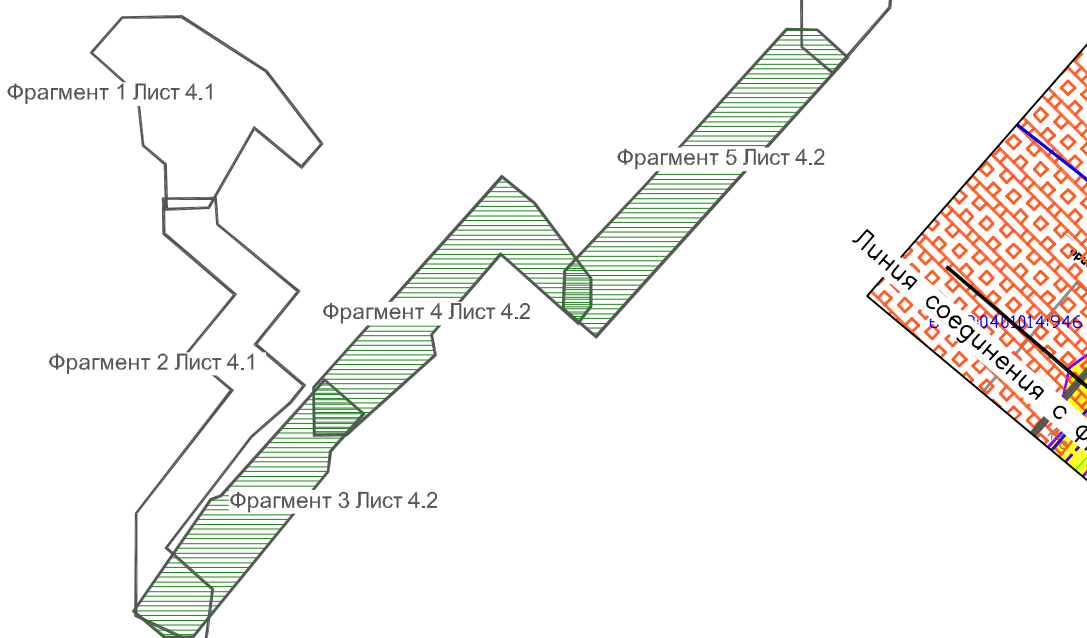 Фрагмент 1 Лист 4.1
Фрагмент 5 Лист 4.2
Фрагмент 4 Лист 4.2
Фрагмент 2 Лист 4.1
Фрагмент 3 Лист 4.2
Линия соединения с